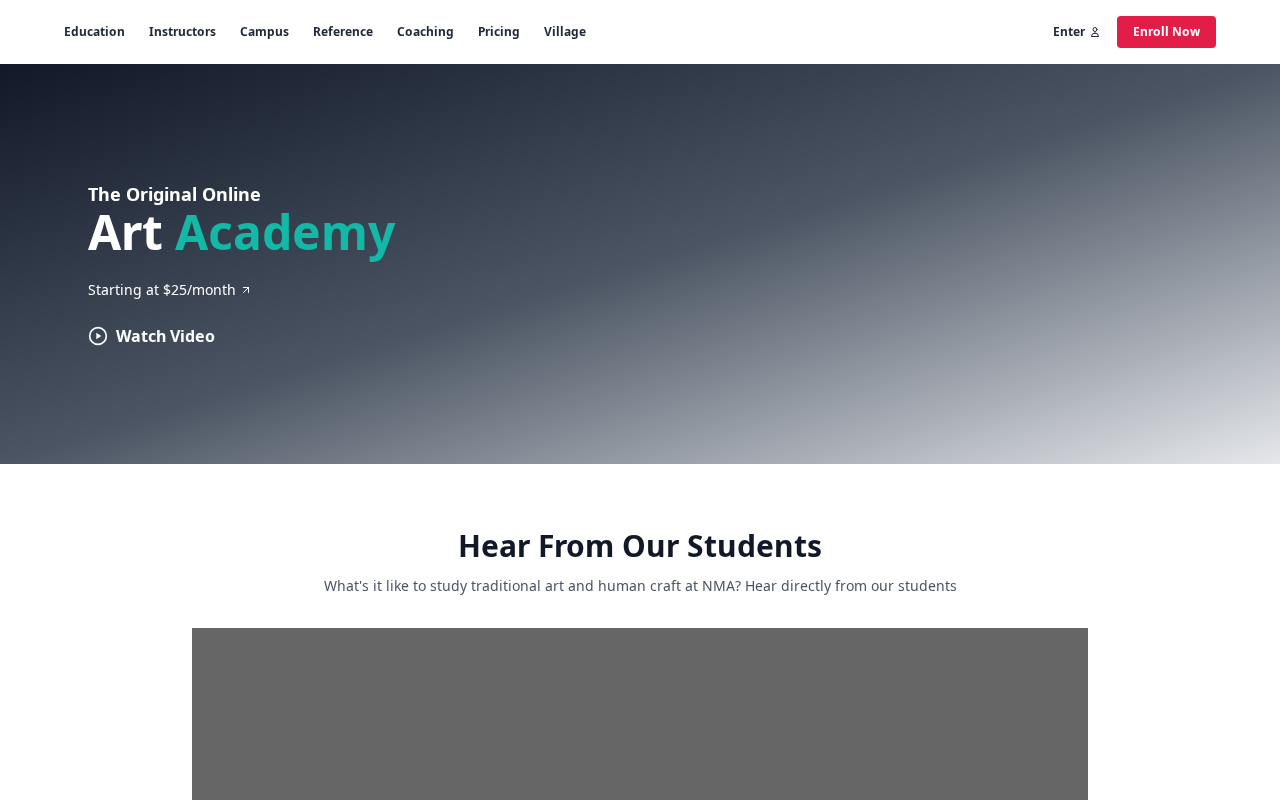 Education Instructors Campus Reference Coaching Pricing Village Enter Enroll Now
The Original Online
Art Academy
Starting at $25/month
Watch Video
Hear From Our Students
What's it like to study traditional art and human craft at NMA? Hear directly from our students